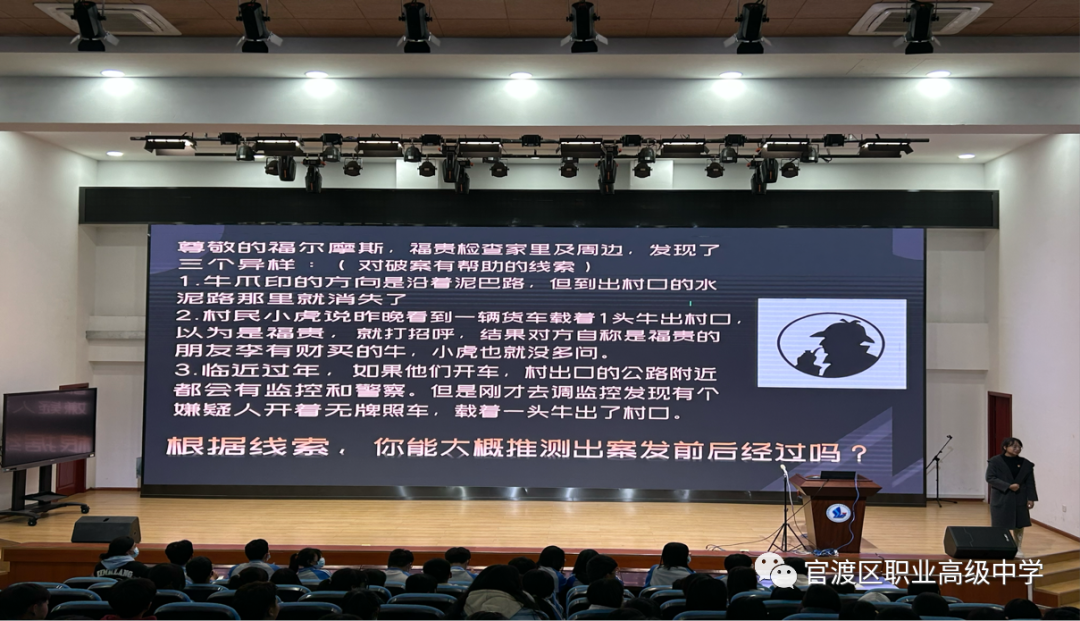 尊敬的福尔摩斯，福贵检查家里及周边，发现了
三个异样：（对破案有帮助的线索）
1.牛爪印的方向是沿着泥巴路，但到出村口的水
泥路那里就消失了
2.村民小虎说昨晚看到一辆货车载着1头牛出村口，
以为是福贵，就打招呼，结果对方自称是福贵的
朋友李有财买的牛，小虎也就没多问。
3.临近过年，如果他们开车，村出口的公路附近
都会有监控和警察。但是刚才去调监控发现有个
嫌疑人开着无牌照车，载着一头牛出了村口。
根据线索，你能大概推测出案发前后经过吗？
官渡区职业高级中学